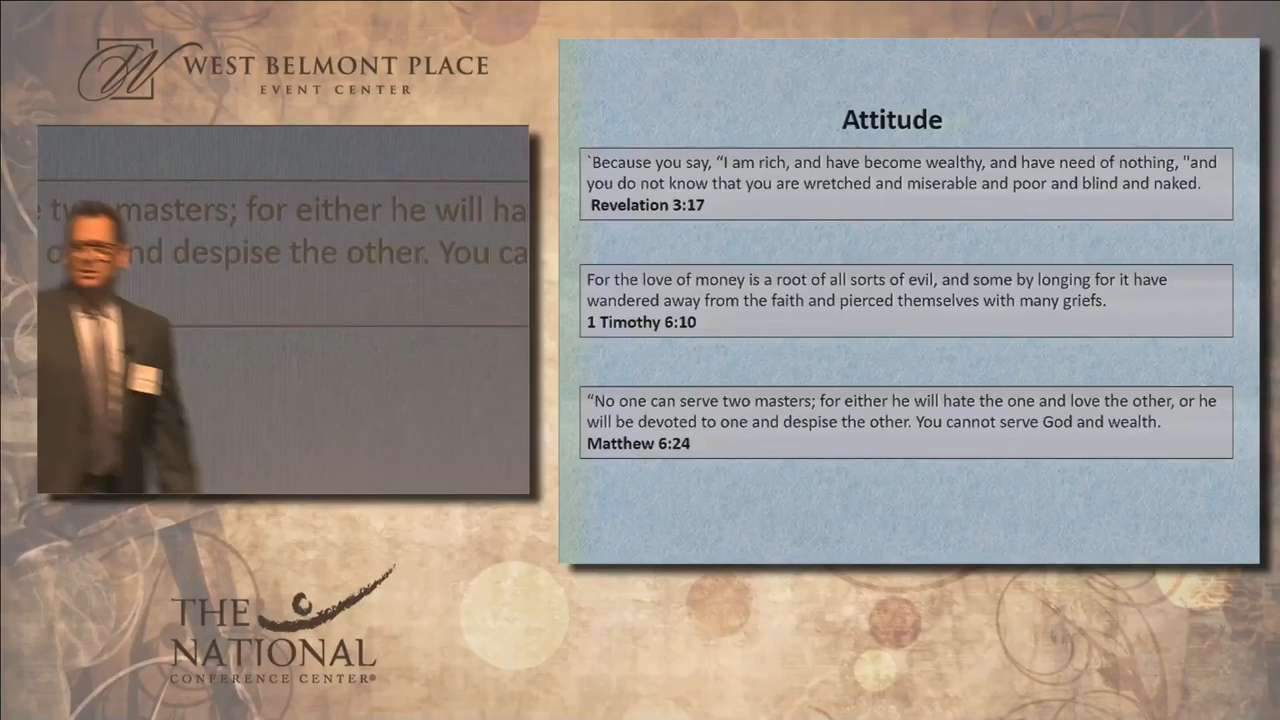 WEST BELMONT PLACE
EVENT CENTER
masters; for either he will ha
nd despise the other. You ca
THE
NATIONAL
CONFERENCE CENTER®
Attitude
`Because you say, “I am rich, and have become wealthy, and have need of nothing, "and
you do not know that you are wretched and miserable and poor and blind and naked.
Revelation 3:17
For the love of money is a root of all sorts of evil, and some by longing for it have
wandered away from the faith and pierced themselves with many griefs.
1 Timothy 6:10
“No one can serve two masters; for either he will hate the one and love the other, or he
will be devoted to one and despise the other. You cannot serve God and wealth.
Matthew 6:24